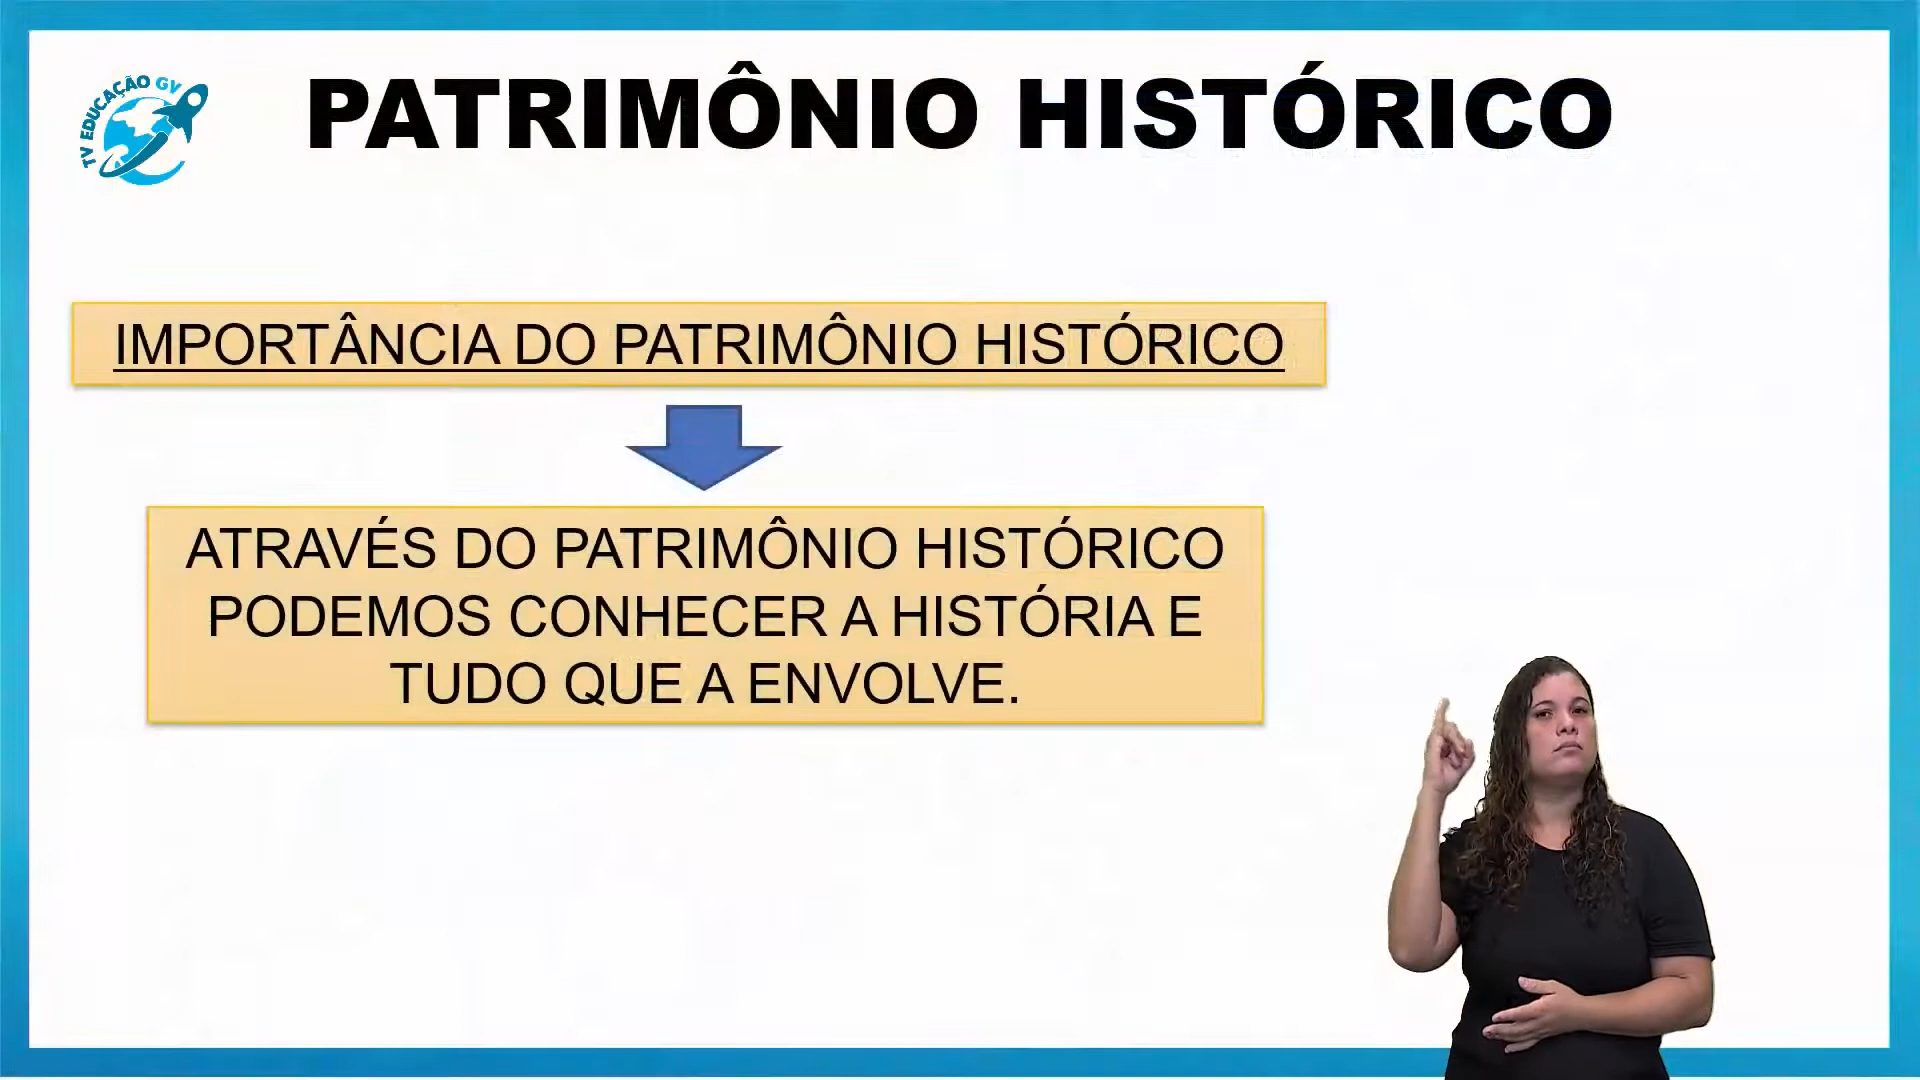 TV EDUCAÇÃO GV
PATRIMÔNIO HISTÓRICO
IMPORTÂNCIA DO PATRIMÔNIO HISTÓRICO
ATRAVÉS DO PATRIMÔNIO HISTÓRICO
PODEMOS CONHECER A HISTÓRIA E
TUDO QUE A ENVOLVE.